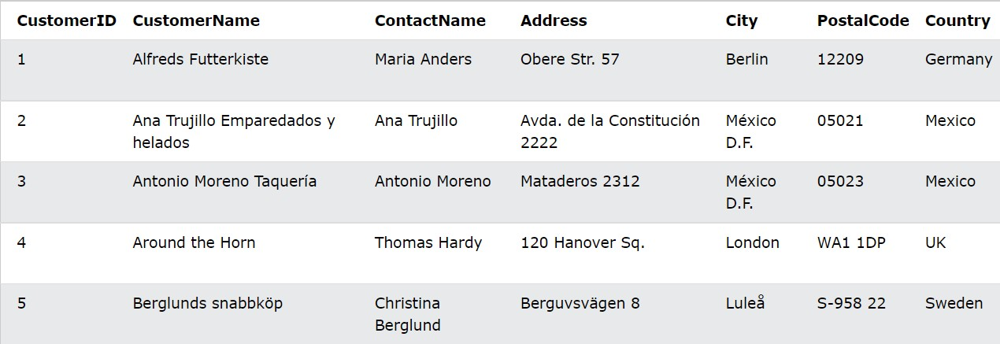 CustomerID CustomerName ContactName Address City PostalCode Country
1 Alfreds Futterkiste Maria Anders Obere Str. 57 Berlin 12209 Germany
2 Ana Trujillo Emparedados y Ana Trujillo Avda. de la Constitución México 05021 Mexico
helados 2222 D.F.
3 Antonio Moreno Taquería Antonio Moreno Mataderos 2312 México 05023 Mexico
D.F.
4 Around the Horn Thomas Hardy 120 Hanover Sq. London WA1 1DP UK
5 Berglunds snabbköp Christina Berguvsvägen 8 Luleå S-958 22 Sweden
Berglund